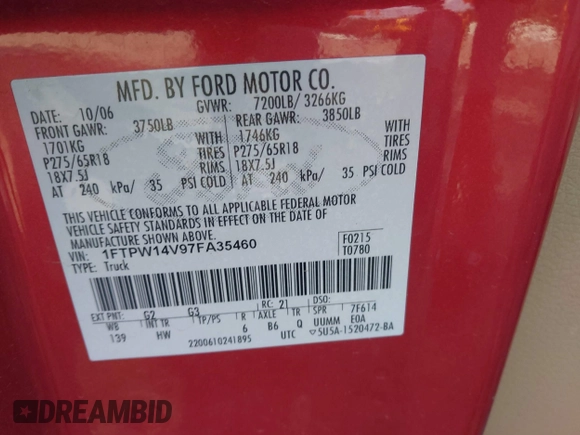 MFD. BY FORD MOTOR CO.
DATE: 10/06 GVWR: 7200LB/ 3266KG
FRONT GAWR: 3750LB REAR GAWR: 3850LB
1701KG WITH 1746KG WITH
P275/65R18 TIRES P275/65R18 TIRES
18X7.5J RIMS 18X7.5J RIMS
AT 240 kPa/ 35 PSI COLD AT 240 kPa/ 35 PSI COLD
THIS VEHICLE CONFORMS TO ALL APPLICABLE FEDERAL MOTOR
VEHICLE SAFETY STANDARDS IN EFFECT ON THE DATE OF
MANUFACTURE SHOWN ABOVE.
VIN: 1FTPW14V97FA35460 F0215
TYPE: Truck T0780
EXT PNT: G2 G3 RC: 21 DSO:
WB INT TR TP/PS R AXLE TR SPR 7F614
139 HW 6 B6 Q UUMM E0A
2200610241895 UTC 5U5A-1520472-BA
DREAMBID